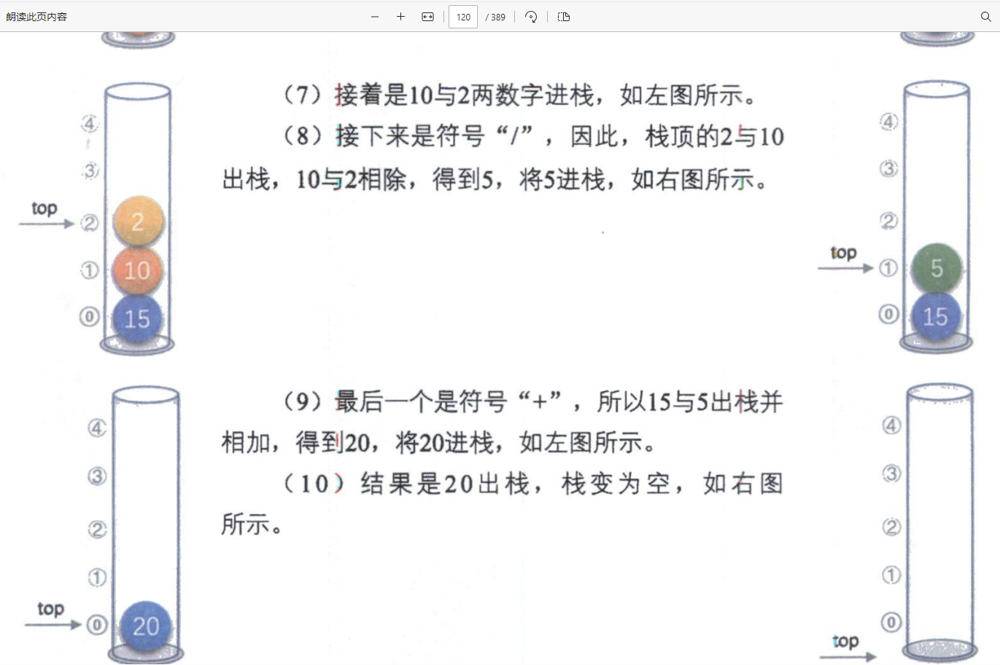 朗读此页内容
120 / 389
(7)接着是10与2两数字进栈，如左图所示。
(8)接下来是符号“/”，因此，栈顶的2与10
出栈，10与2相除，得到5，将5进栈，如右图所示。
④
③
top
②
2
①
10
⓪
15
④
③
②
top
①
5
⓪
15
(9)最后一个是符号“+”，所以15与5出栈并
相加，得到20，将20进栈，如左图所示。
(10)结果是20出栈，栈变为空，如右图
所示。
④
③
②
①
top
⓪
20
④
③
②
①
⓪
top